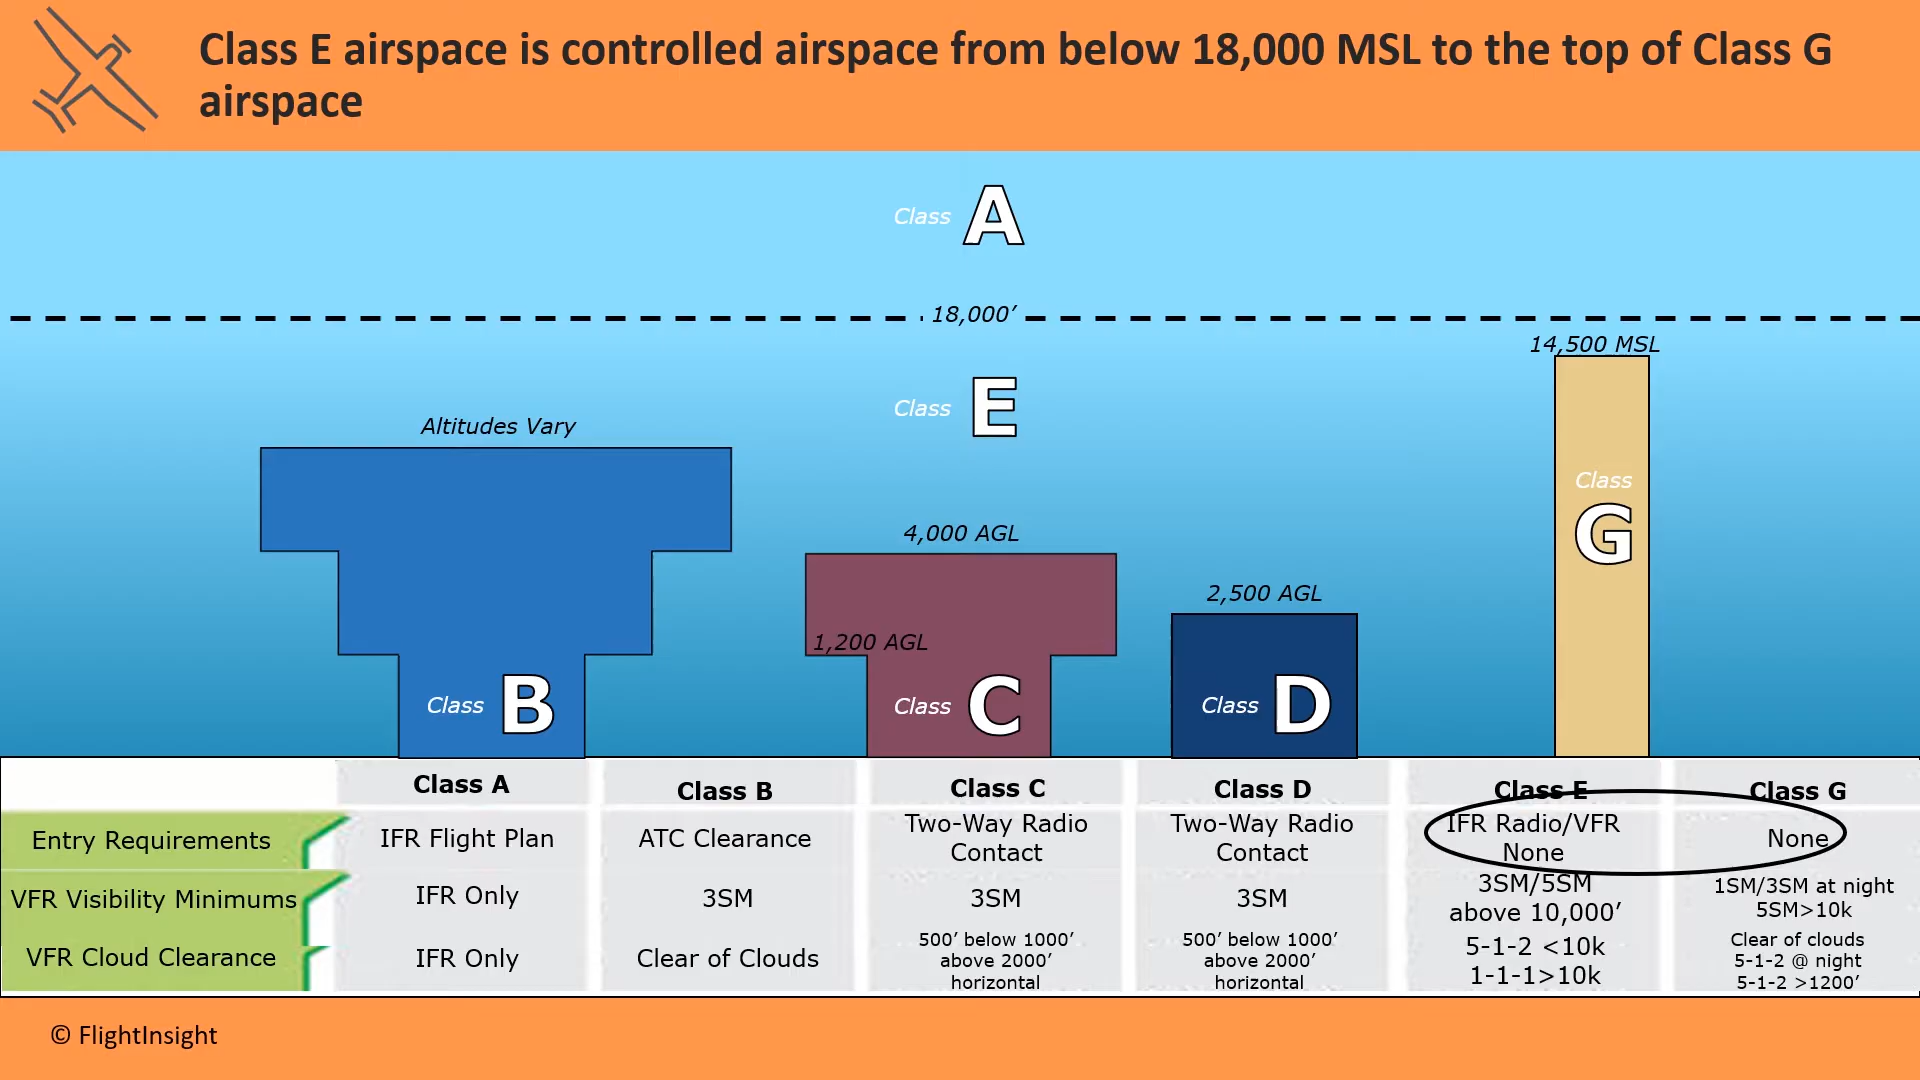 Class E airspace is controlled airspace from below 18,000 MSL to the top of Class G
airspace
Class A
18,000’
14,500 MSL
Class E
Altitudes Vary
Class
G
4,000 AGL
2,500 AGL
1,200 AGL
Class B
Class C
Class D
Class A
Class B
Class C
Class D
Class E
Class G
Entry Requirements
IFR Flight Plan
ATC Clearance
Two-Way Radio
Contact
Two-Way Radio
Contact
IFR Radio/VFR
None
None
VFR Visibility Minimums
IFR Only
3SM
3SM
3SM
3SM/5SM
above 10,000’
1SM/3SM at night
5SM>10k
VFR Cloud Clearance
IFR Only
Clear of Clouds
500’ below 1000’
above 2000’
horizontal
500’ below 1000’
above 2000’
horizontal
5-1-2 <10k
1-1-1>10k
Clear of clouds
5-1-2 @ night
5-1-2 >1200’
© FlightInsight